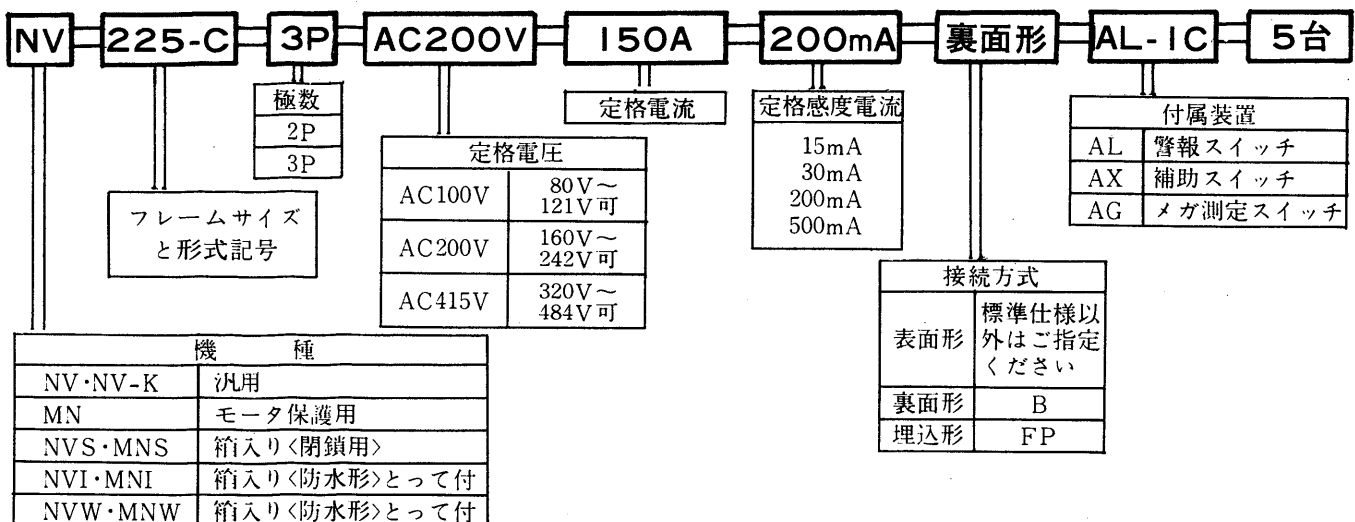 NV 225-C 3P AC200V 150A 200mA 裏面形 AL-1C 5台
極数
2P
3P
定格電流
定格感度電流
15mA
30mA
200mA
500mA
付属装置
AL 警報スイッチ
AX 補助スイッチ
AG メガ測定スイッチ
定格電圧
AC100V 80V～
121V可
AC200V 160V～
242V可
AC415V 320V～
484V可
フレームサイズ
と形式記号
接続方式
表面形 標準仕様以
外はご指定
ください
裏面形 B
埋込形 FP
機種
NV・NV-K 汎用
MN モータ保護用
NVS・MNS 箱入り〈閉鎖用〉
NVI・MNI 箱入り〈防水形〉とって付
NVW・MNW 箱入り〈防水形〉とって付